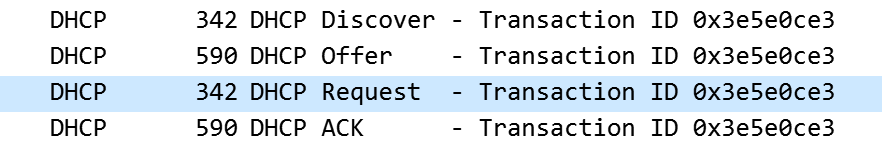 DHCP 342 DHCP Discover - Transaction ID 0x3e5e0ce3
DHCP 590 DHCP Offer - Transaction ID 0x3e5e0ce3
DHCP 342 DHCP Request - Transaction ID 0x3e5e0ce3
DHCP 590 DHCP ACK - Transaction ID 0x3e5e0ce3